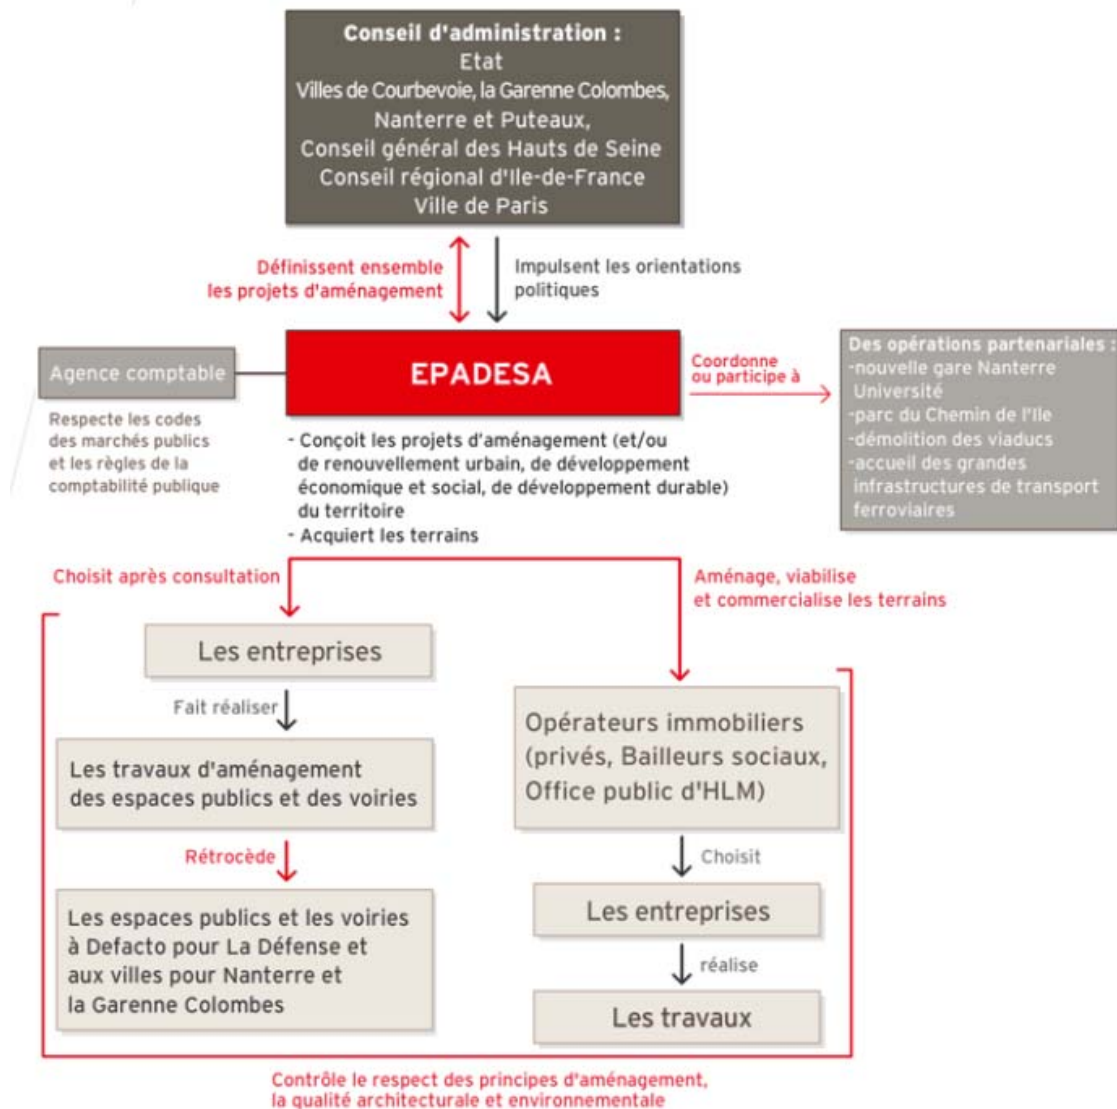 Conseil d'administration :
Etat
Villes de Courbevoie, la Garenne Colombes,
Nanterre et Puteaux,
Conseil général des Hauts de Seine
Conseil régional d'Ile-de-France
Ville de Paris
Définissent ensemble
les projets d'aménagement
Impulsent les orientations
politiques
Agence comptable
Respecte les codes
des marchés publics
et les règles de la
comptabilité publique
EPADESA
- Conçoit les projets d'aménagement (et/ou
de renouvellement urbain, de développement
économique et social, de développement durable)
du territoire
- Acquiert les terrains
Coordonne
ou participe à
Des opérations partenariales :
-nouvelle gare Nanterre
Université
-parc du Chemin de l'Ile
-démolition des viaducs
-accueil des grandes
infrastructures de transport
ferroviaires
Choisit après consultation
Les entreprises
Fait réaliser
Les travaux d'aménagement
des espaces publics et des voiries
Rétrocède
Les espaces publics et les voiries
à Defacto pour La Défense et
aux villes pour Nanterre et
la Garenne Colombes
Aménage, viabilise
et commercialise les terrains
Opérateurs immobiliers
(privés, Bailleurs sociaux,
Office public d'HLM)
Choisit
Les entreprises
réalise
Les travaux
Contrôle le respect des principes d'aménagement,
la qualité architecturale et environnementale